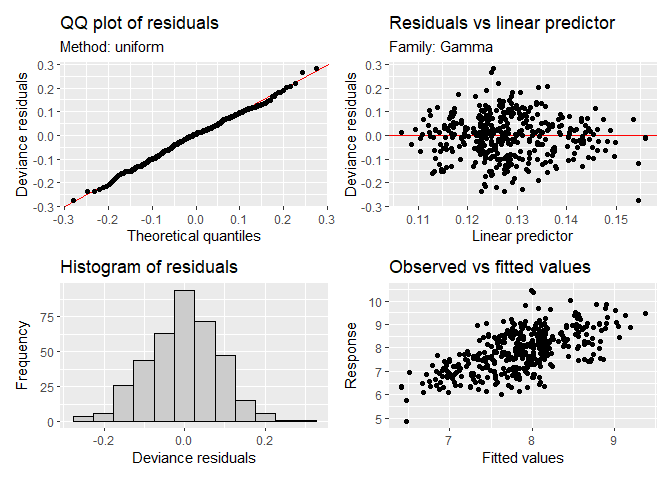 QQ plot of residuals
Method: uniform
Deviance residuals
0.3
0.2
0.1
0.0
-0.1
-0.2
-0.3
-0.3 -0.2 -0.1 0.0 0.1 0.2 0.3
Theoretical quantiles
Residuals vs linear predictor
Family: Gamma
Deviance residuals
0.3
0.2
0.1
0.0
-0.1
-0.2
-0.3
0.11 0.12 0.13 0.14 0.15
Linear predictor
Histogram of residuals
Frequency
75
50
25
0
-0.2 0.0 0.2
Deviance residuals
Observed vs fitted values
Response
10
9
8
7
6
5
7 8 9
Fitted values